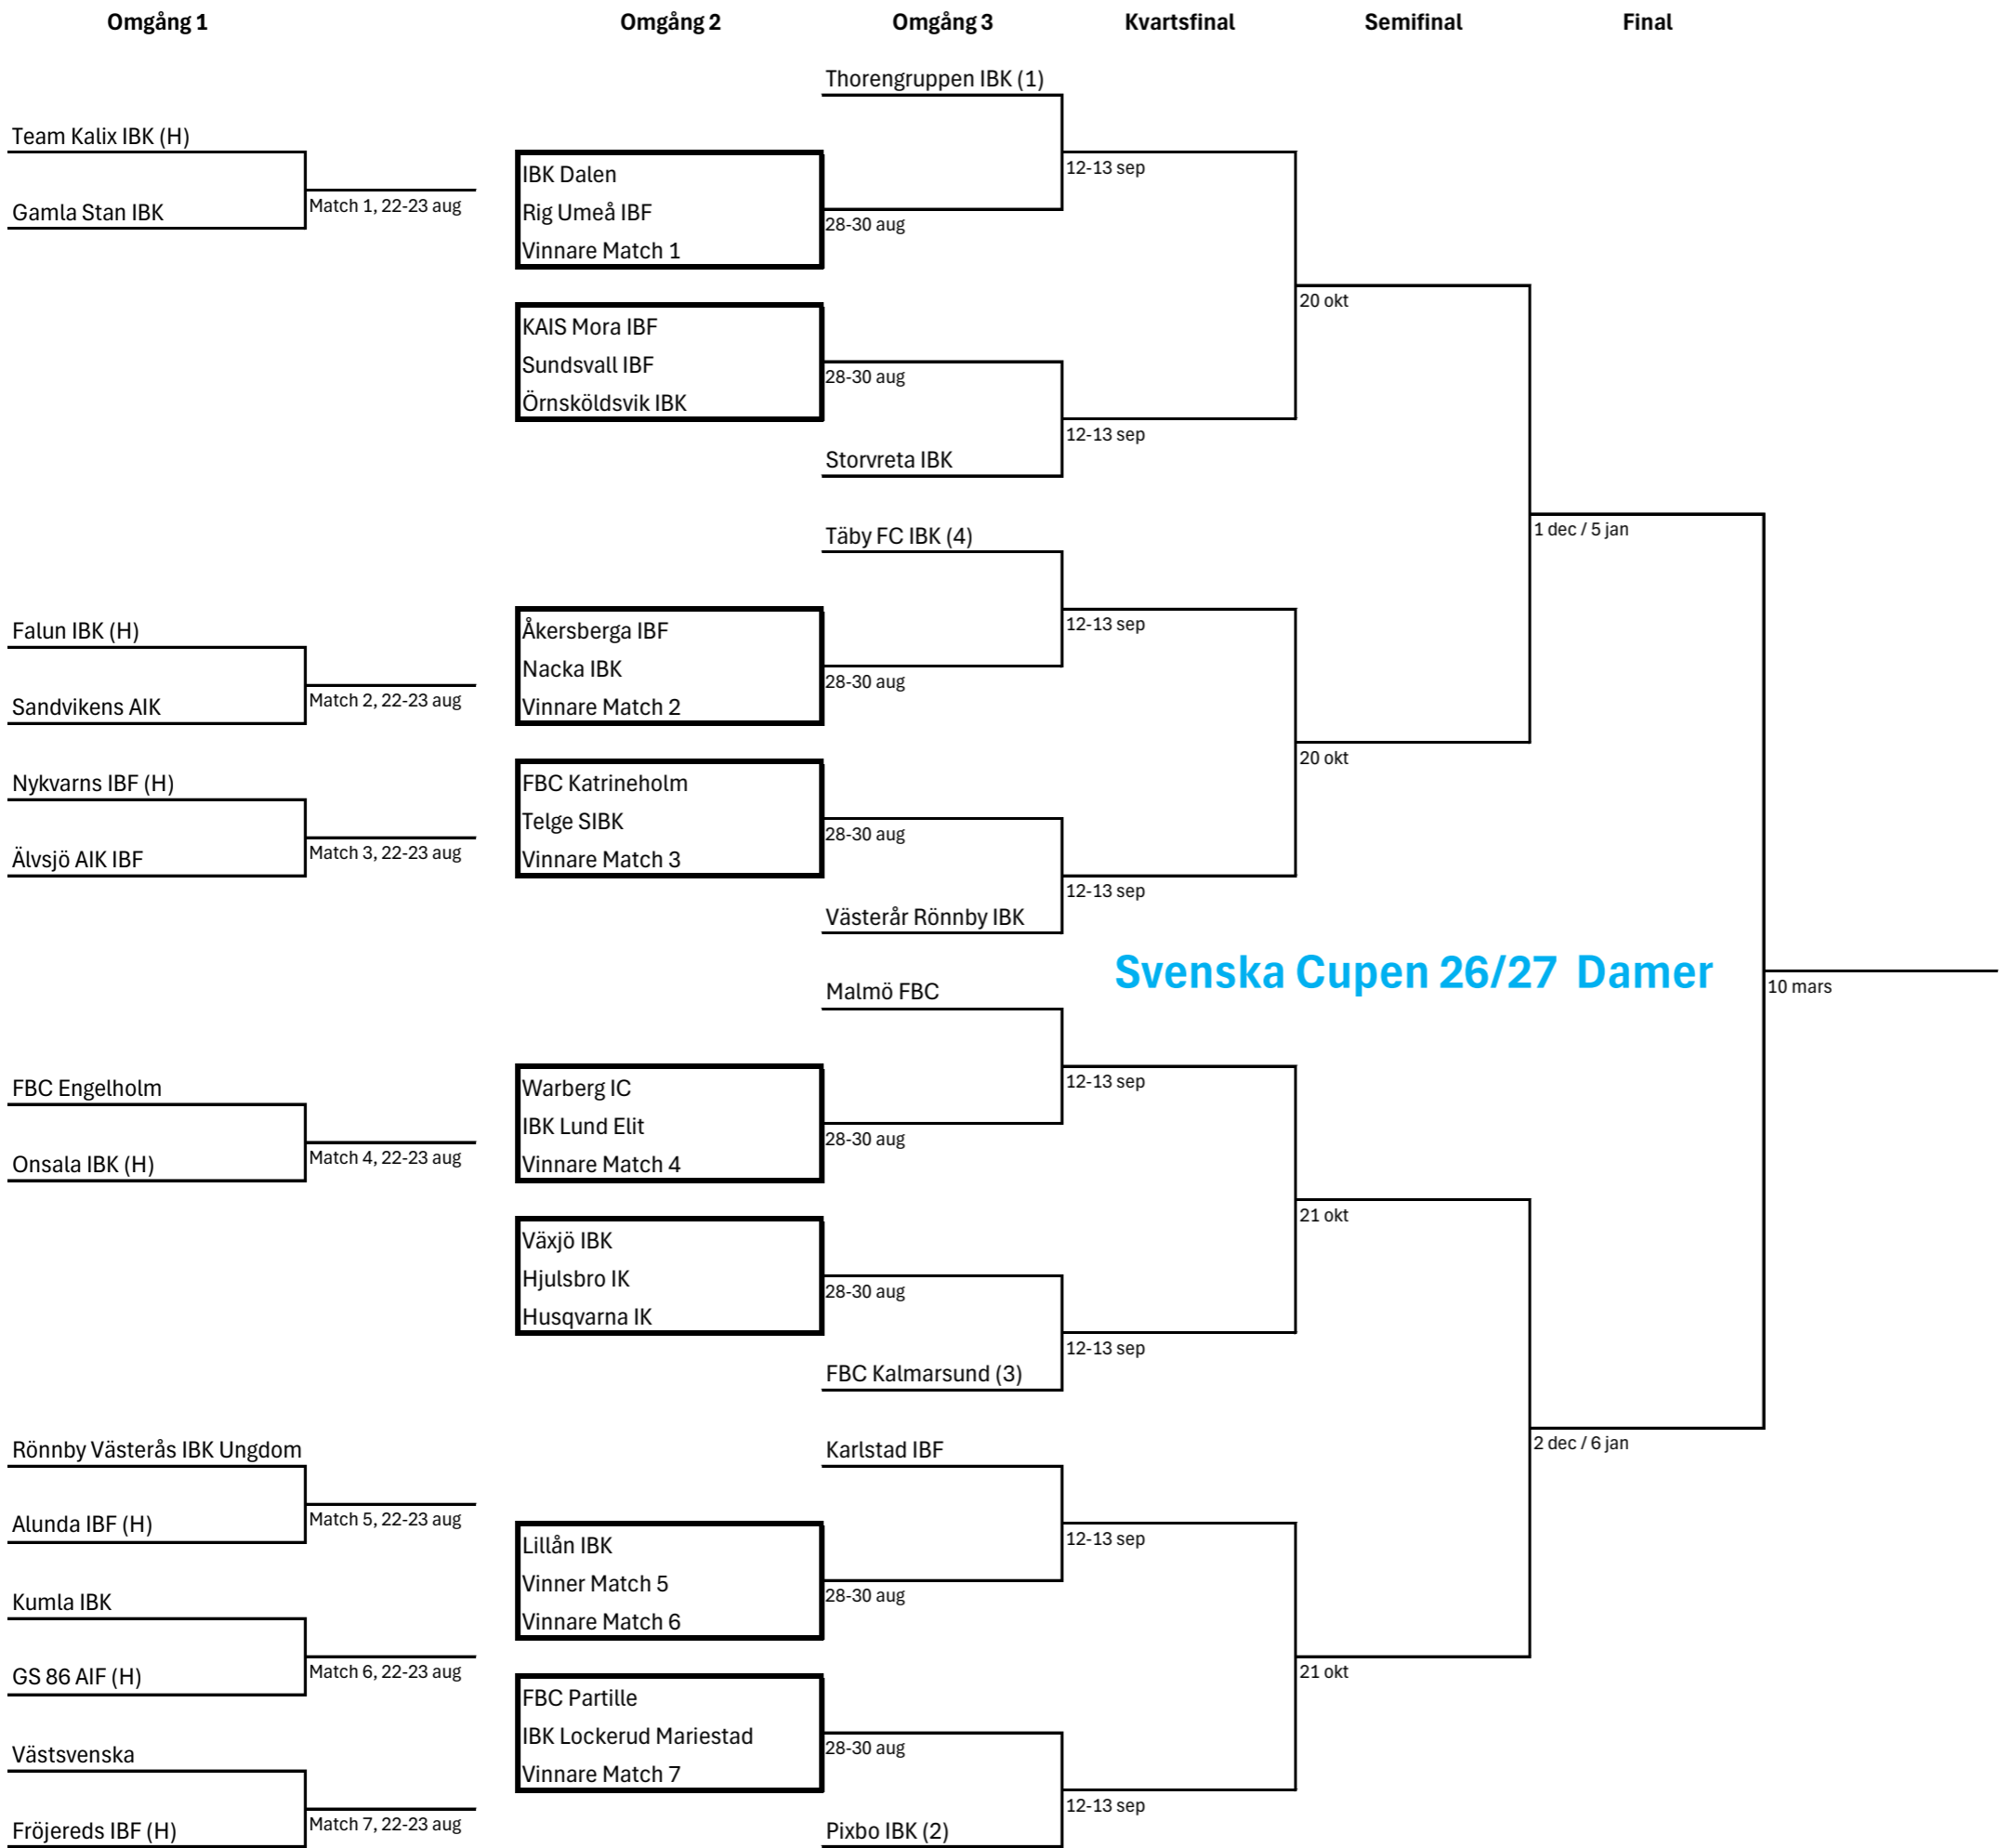 Omgång 1
Omgång 2
Omgång 3
Kvartsfinal
Semifinal
Final
Thorengruppen IBK (1)
Team Kalix IBK (H)
Gamla Stan IBK
Match 1, 22-23 aug
IBK Dalen
Rig Umeå IBF
Vinnare Match 1
28-30 aug
12-13 sep
KAIS Mora IBF
Sundsvall IBF
Örnsköldsvik IBK
28-30 aug
12-13 sep
Storvreta IBK
20 okt
Täby FC IBK (4)
1 dec / 5 jan
Falun IBK (H)
Sandvikens AIK
Match 2, 22-23 aug
Åkersberga IBF
Nacka IBK
Vinnare Match 2
28-30 aug
12-13 sep
Nykvarns IBF (H)
Älvsjö AIK IBF
Match 3, 22-23 aug
FBC Katrineholm
Telge SIBK
Vinnare Match 3
28-30 aug
12-13 sep
20 okt
Västerår Rönnby IBK
Svenska Cupen 26/27 Damer
10 mars
Malmö FBC
FBC Engelholm
Onsala IBK (H)
Match 4, 22-23 aug
Warberg IC
IBK Lund Elit
Vinnare Match 4
28-30 aug
12-13 sep
Växjö IBK
Hjulsbro IK
Husqvarna IK
28-30 aug
12-13 sep
21 okt
FBC Kalmarsund (3)
2 dec / 6 jan
Rönnby Västerås IBK Ungdom
Alunda IBF (H)
Match 5, 22-23 aug
Karlstad IBF
Lillån IBK
Vinner Match 5
Vinnare Match 6
28-30 aug
12-13 sep
Kumla IBK
GS 86 AIF (H)
Match 6, 22-23 aug
21 okt
FBC Partille
IBK Lockerud Mariestad
Vinnare Match 7
28-30 aug
12-13 sep
Västsvenska
Fröjereds IBF (H)
Match 7, 22-23 aug
Pixbo IBK (2)